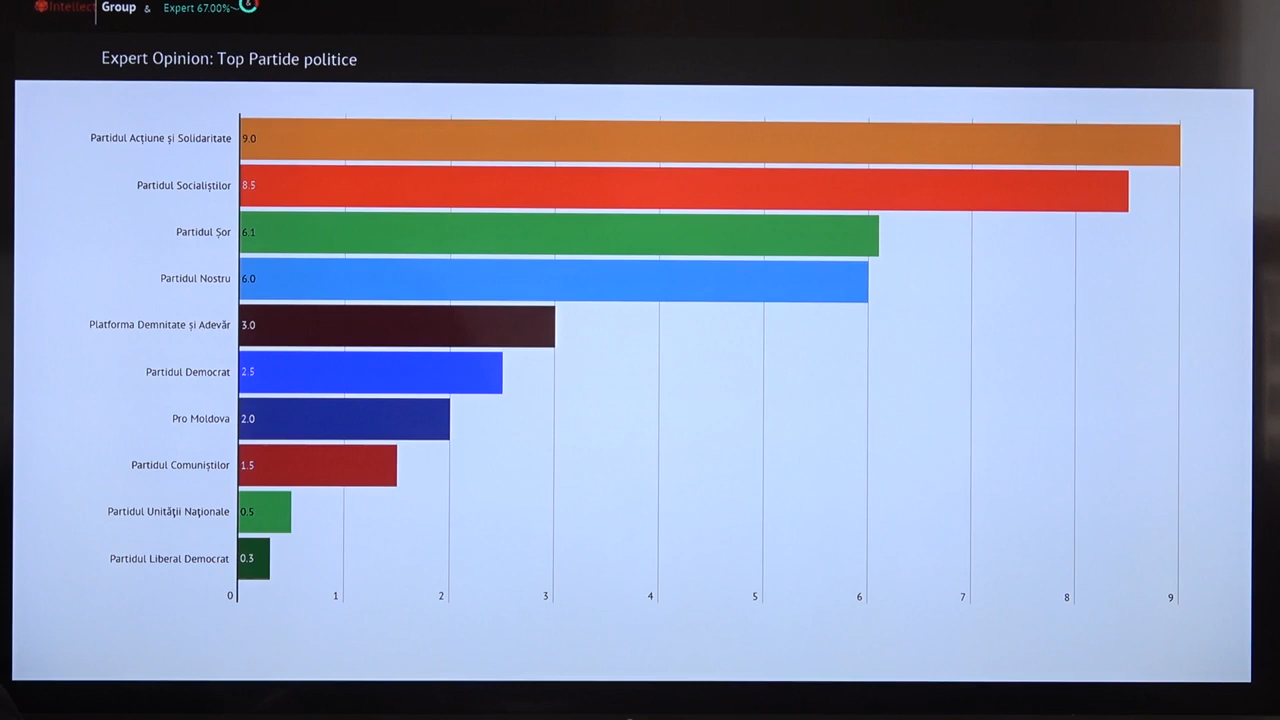 Intellect Group & Expert 67.00%
Expert Opinion: Top Partide politice
Partidul Acțiune și Solidaritate 9.0
Partidul Socialiștilor 8.5
Partidul Șor 6.1
Partidul Nostru 6.0
Platforma Demnitate și Adevăr 3.0
Partidul Democrat 2.5
Pro Moldova 2.0
Partidul Comuniștilor 1.5
Partidul Unităţii Naţionale 0.5
Partidul Liberal Democrat 0.3
0 1 2 3 4 5 6 7 8 9